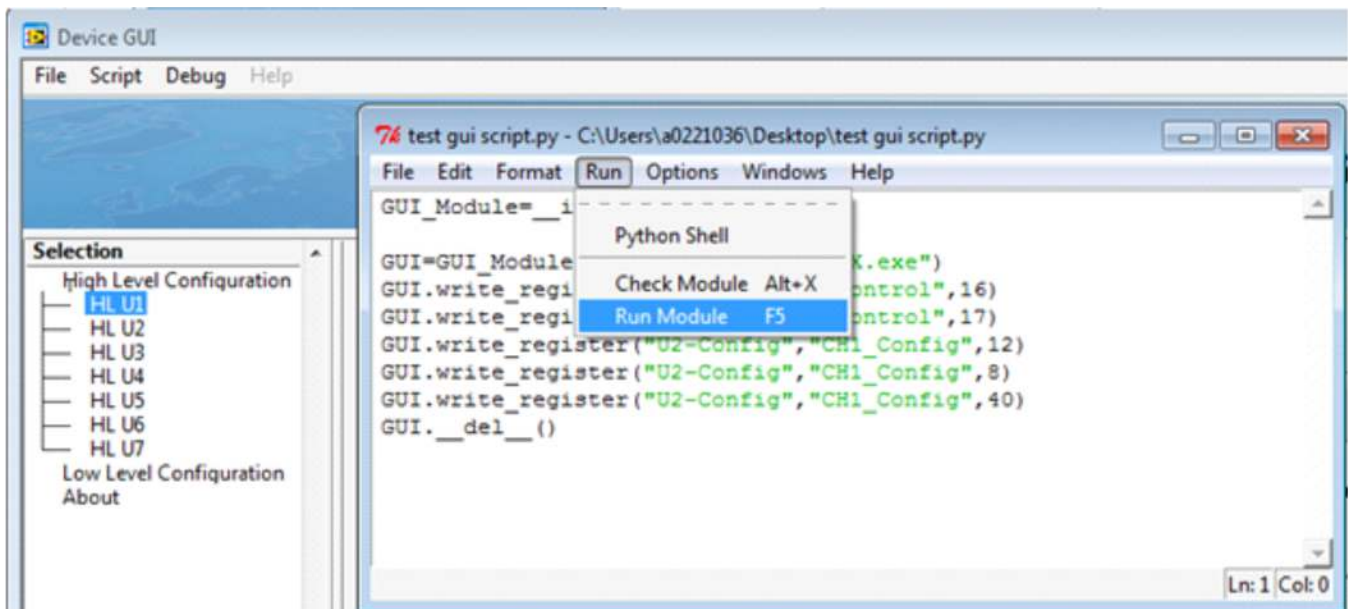 Device GUI
File Script Debug Help
Selection
High Level Configuration
HL U1
HL U2
HL U3
HL U4
HL U5
HL U6
HL U7
Low Level Configuration
About
test gui script.py - C:\Users\a0221036\Desktop\test gui script.py
File Edit Format Run Options Windows Help
Python Shell
Check Module Alt+X
Run Module F5
GUI_Module=__i
GUI=GUI_Module .exe")
GUI.write_regi ontrol",16)
GUI.write_regi ontrol",17)
GUI.write_register("U2-Config","CH1_Config",12)
GUI.write_register("U2-Config","CH1_Config",8)
GUI.write_register("U2-Config","CH1_Config",40)
GUI.__del__()
Ln: 1 Col: 0